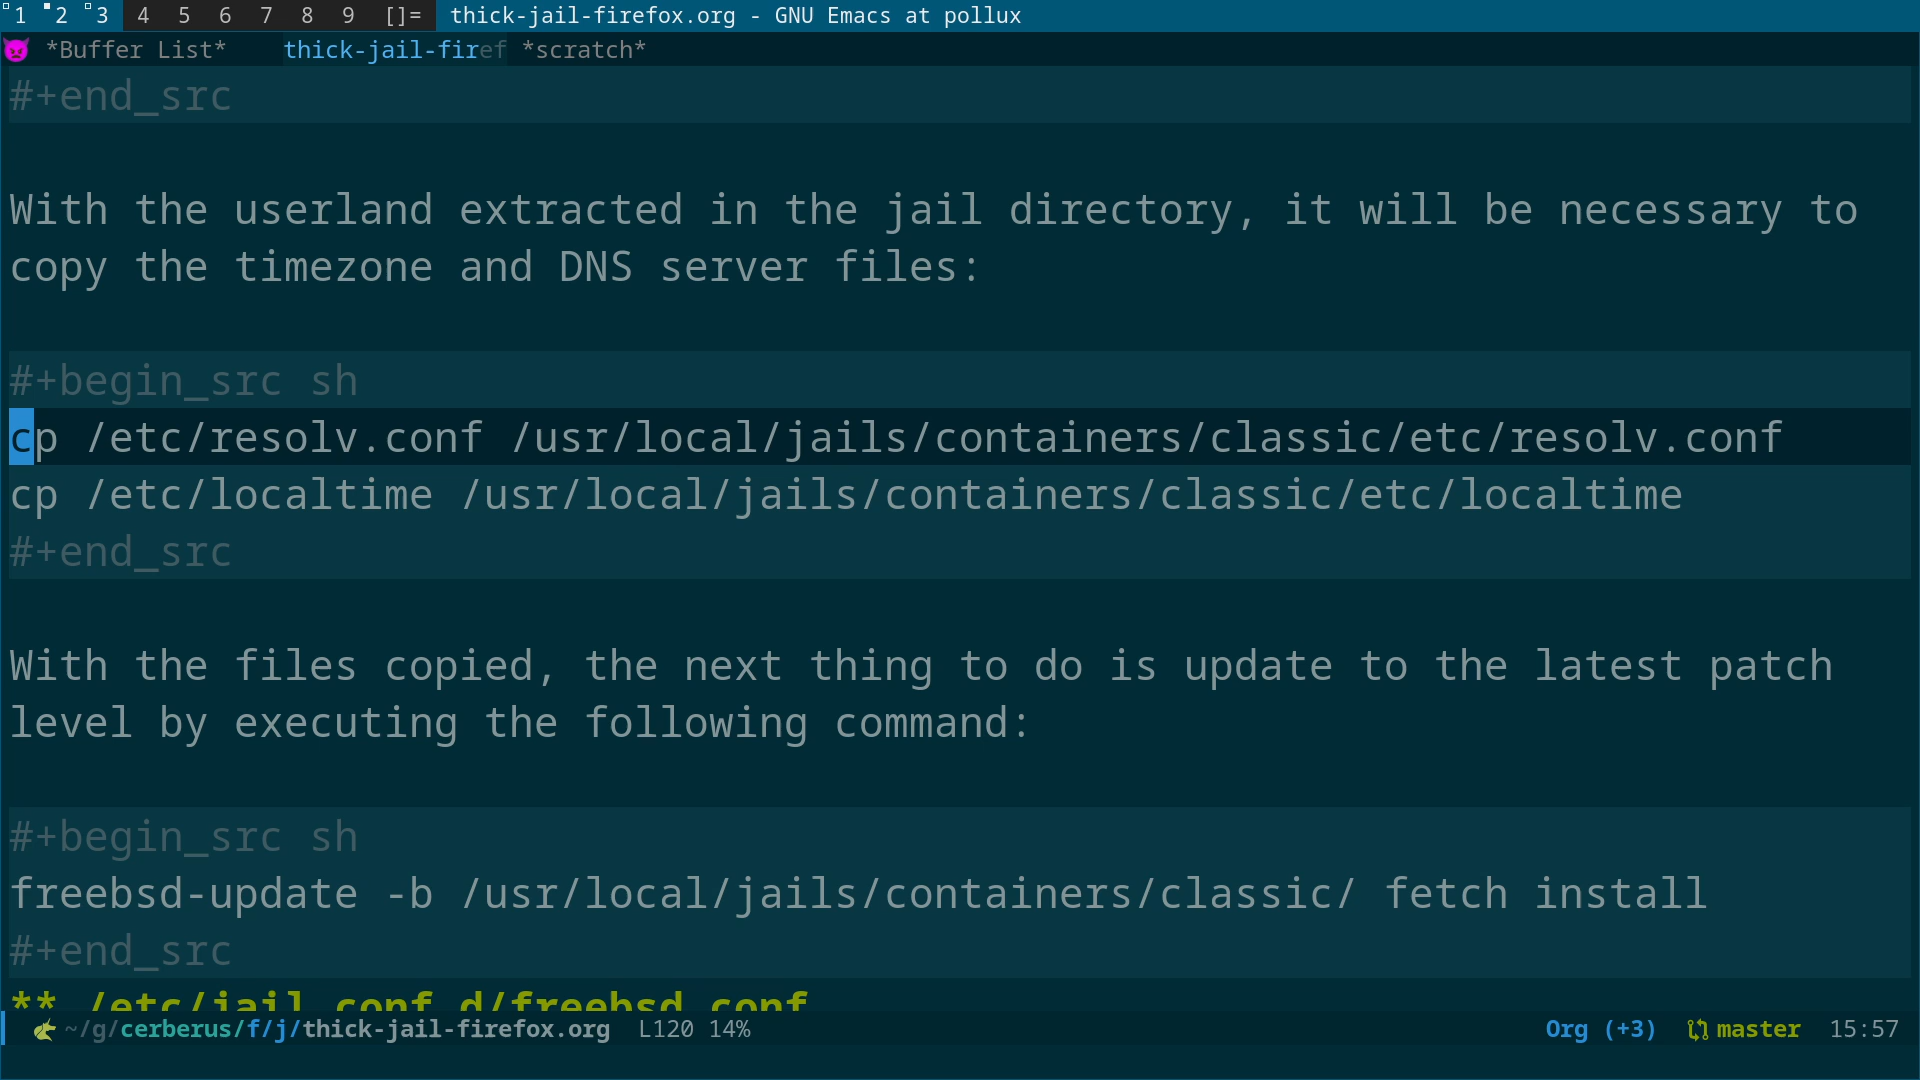 1 2 3 4 5 6 7 8 9 []= thick-jail-firefox.org - GNU Emacs at pollux
*Buffer List* thick-jail-firef *scratch*
#+end_src
With the userland extracted in the jail directory, it will be necessary to
copy the timezone and DNS server files:
#+begin_src sh
cp /etc/resolv.conf /usr/local/jails/containers/classic/etc/resolv.conf
cp /etc/localtime /usr/local/jails/containers/classic/etc/localtime
#+end_src
With the files copied, the next thing to do is update to the latest patch
level by executing the following command:
#+begin_src sh
freebsd-update -b /usr/local/jails/containers/classic/ fetch install
#+end_src
** /etc/jail.conf.d/freebsd.conf
~/g/cerberus/f/j/thick-jail-firefox.org L120 14% Org (+3) master 15:57